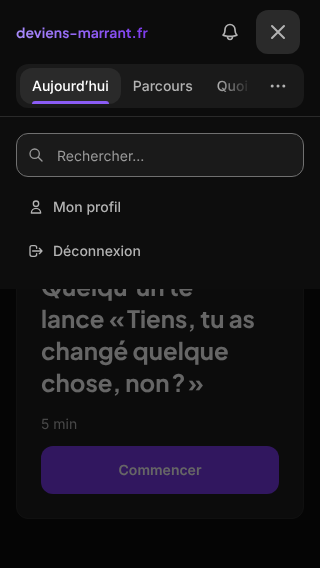 deviens-marrant.fr
Aujourd'hui Parcours Quoi
Rechercher...
Mon profil
Déconnexion
Quelqu'un te
lance « Tiens, tu as
changé quelque
chose, non ? »
5 min
Commencer